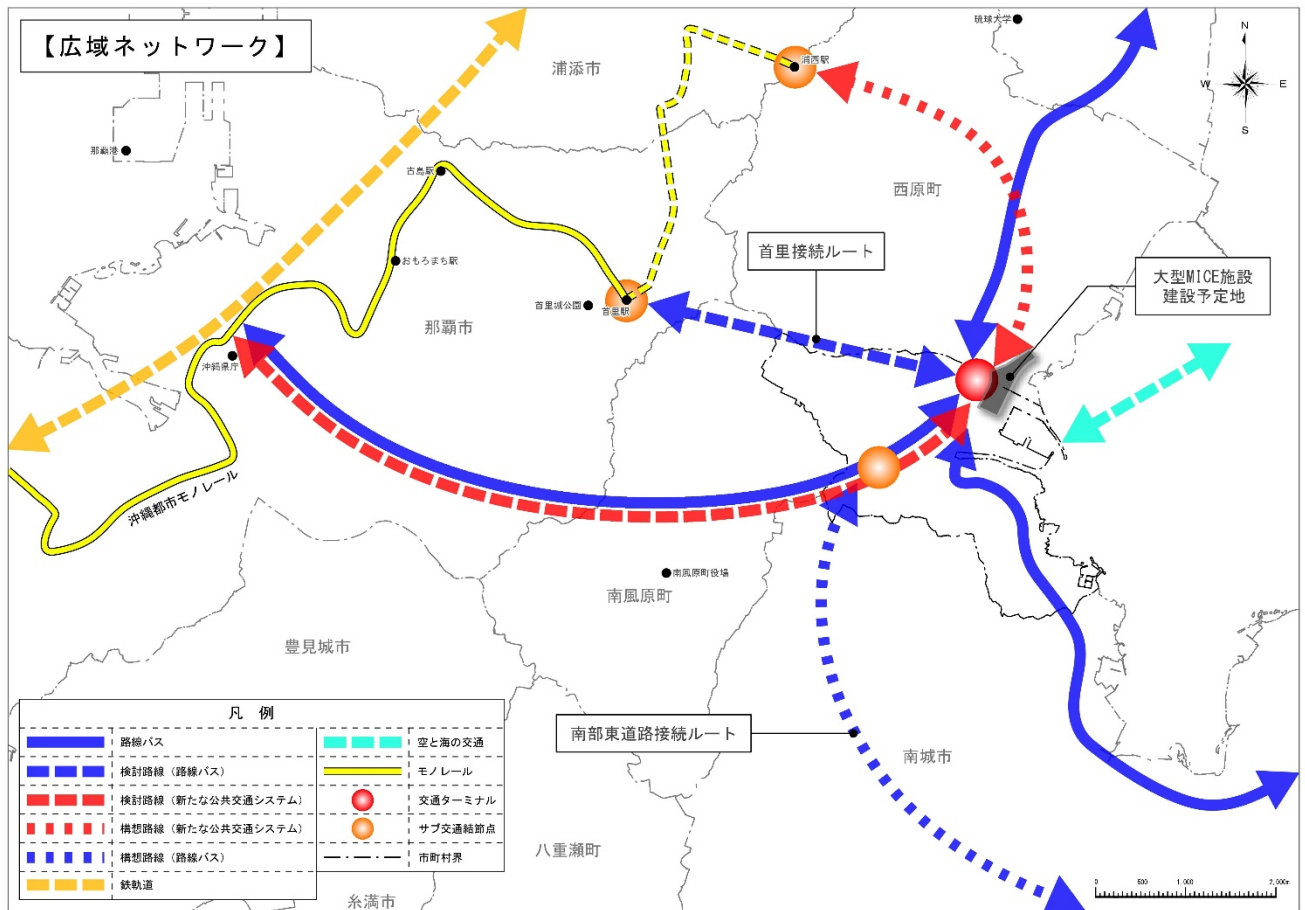 【広域ネットワーク】
琉球大学
N
W
E
S
浦添市
浦西駅
那覇港
古島駅
西原町
首里接続ルート
おもろまち駅
大型MICE施設
建設予定地
首里城公園
首里駅
那覇市
沖縄県庁
沖縄都市モノレール
南風原町役場
南風原町
豊見城市
南部東道路接続ルート
南城市
八重瀬町
糸満市
凡 例
路線バス
空と海の交通
検討路線（路線バス）
モノレール
検討路線（新たな公共交通システム）
交通ターミナル
構想路線（新たな公共交通システム）
サブ交通結節点
構想路線（路線バス）
市町村界
鉄軌道
0 500 1,000 2,000m